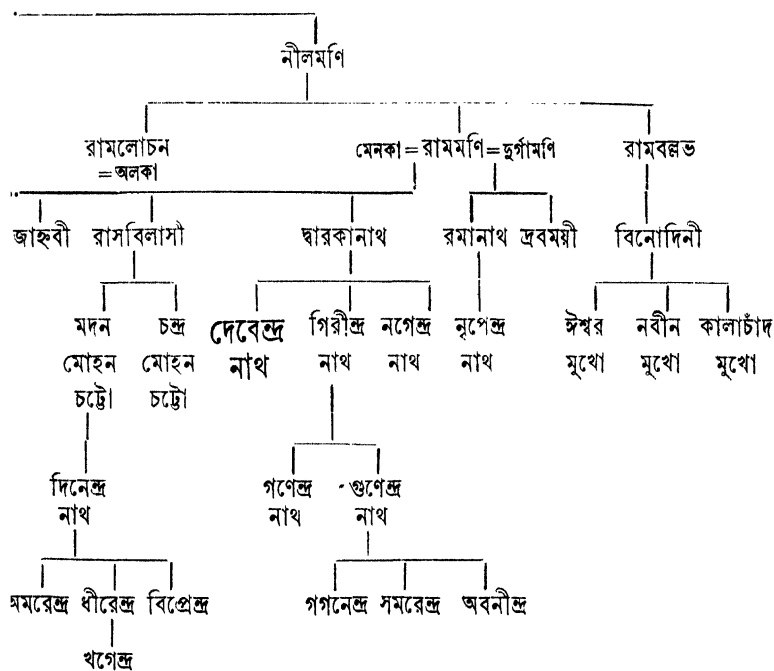 নীলমণি
রামলোচন মেনকা = রামমণি = দুর্গামণি রামবল্লভ
= অলকা
জাহ্নবী রাসবিলাসী দ্বারকানাথ রমানাথ দ্রবময়ী বিনোদিনী
মদন চন্দ্র দেবেন্দ্র গিরীন্দ্র নগেন্দ্র নৃপেন্দ্র ঈশ্বর নবীন কালাচাঁদ
মোহন মোহন নাথ নাথ নাথ নাথ মুখো মুখো মুখো
চট্টো চট্টো
দিনেন্দ্র গণেন্দ্র গুণেন্দ্র
নাথ নাথ নাথ
অমরেন্দ্র ধীরেন্দ্র বিপ্রেন্দ্র গগনেন্দ্র সমরেন্দ্র অবনীন্দ্র
খগেন্দ্র